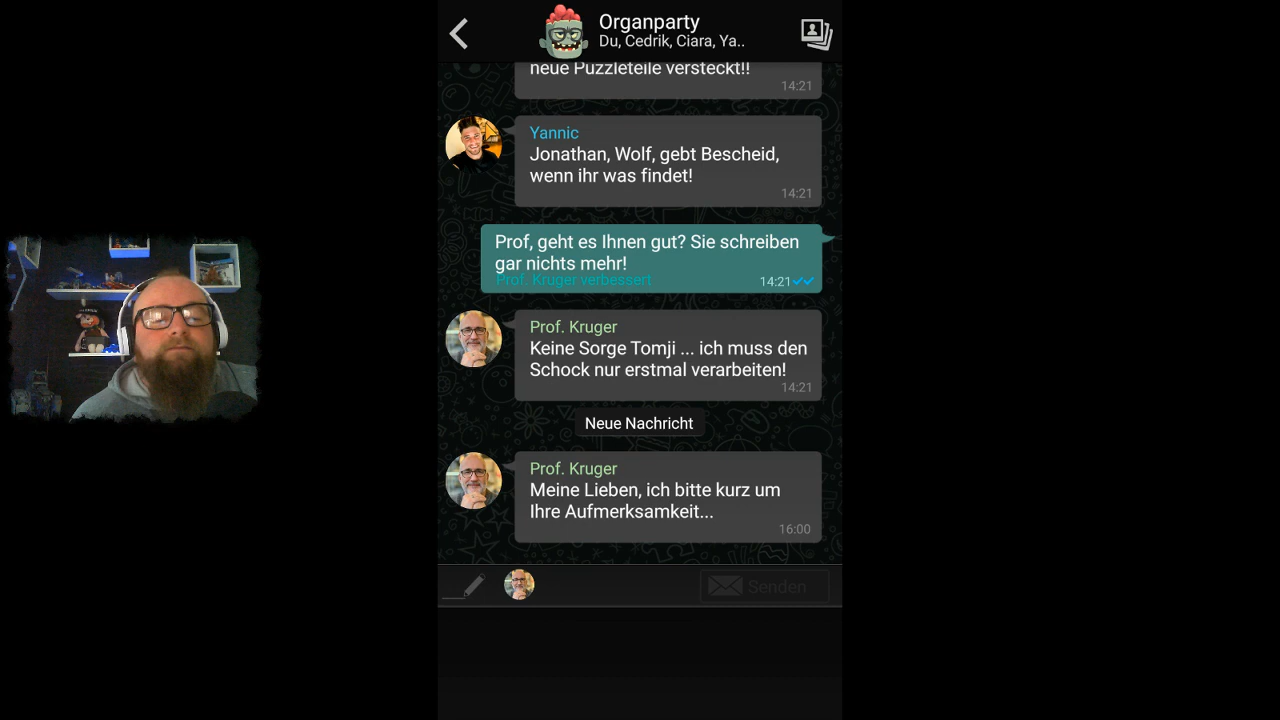 Organparty
Du, Cedrik, Ciara, Ya..
neue Puzzleteile versteckt!!
14:21
Yannic
Jonathan, Wolf, gebt Bescheid,
wenn ihr was findet!
14:21
Prof, geht es Ihnen gut? Sie schreiben
gar nichts mehr!
Prof. Kruger verbessert
14:21
Prof. Kruger
Keine Sorge Tomji ... ich muss den
Schock nur erstmal verarbeiten!
14:21
Neue Nachricht
Prof. Kruger
Meine Lieben, ich bitte kurz um
Ihre Aufmerksamkeit...
16:00
Senden